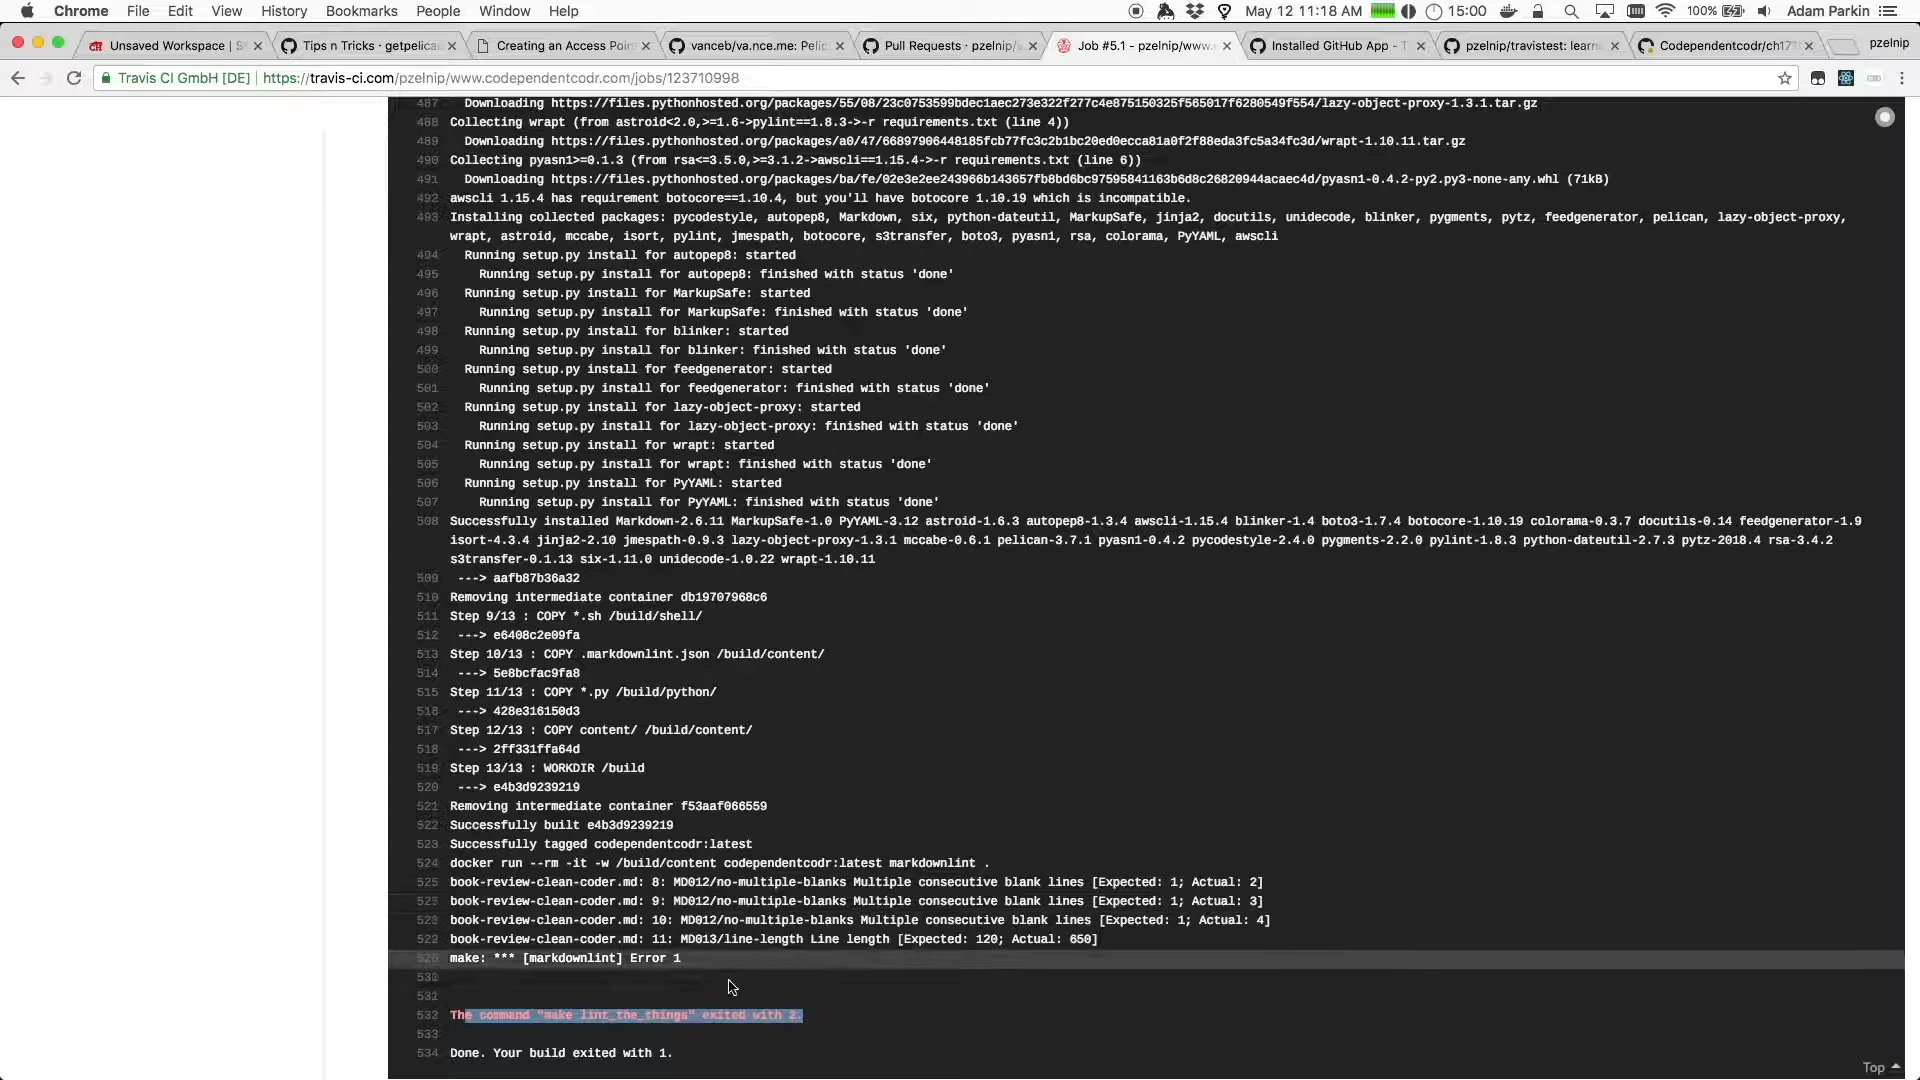 Chrome File Edit View History Bookmarks People Window Help May 12 11:18 AM 15:00 100% Adam Parkin
Unsaved Workspace | S
Tips n Tricks · getpelica
Creating an Access Poin
vanceb/va.nce.me: Pelic
Pull Requests · pzelnip/w
Job #5.1 - pzelnip/www.
Installed GitHub App - T
pzelnip/travistest: learni
Codependentcodr/ch17
pzelnip
Travis CI GmbH [DE] | https://travis-ci.com/pzelnip/www.codependentcodr.com/jobs/123710998
487 Downloading https://files.pythonhosted.org/packages/55/08/23c0753599bdec1aec273e322f277c4e875150325f565017f6280549f554/lazy-object-proxy-1.3.1.tar.gz
488 Collecting wrapt (from astroid<2.0,>=1.6->pylint==1.8.3->-r requirements.txt (line 4))
489 Downloading https://files.pythonhosted.org/packages/a0/47/66897906448185fcb77fc3c2b1bc20ed0ecca81a0f2f88eda3fc5a34fc3d/wrapt-1.10.11.tar.gz
490 Collecting pyasn1>=0.1.3 (from rsa<=3.5.0,>=3.1.2->awscli==1.15.4->-r requirements.txt (line 6))
491 Downloading https://files.pythonhosted.org/packages/ba/fe/02e3e2ee243966b143657fb8bd6bc97595841163b6d8c26820944acaec4d/pyasn1-0.4.2-py2.py3-none-any.whl (71kB)
492 awscli 1.15.4 has requirement botocore==1.10.4, but you'll have botocore 1.10.19 which is incompatible.
493 Installing collected packages: pycodestyle, autopep8, Markdown, six, python-dateutil, MarkupSafe, jinja2, docutils, unidecode, blinker, pygments, pytz, feedgenerator, pelican, lazy-object-proxy,
wrapt, astroid, mccabe, isort, pylint, jmespath, botocore, s3transfer, boto3, pyasn1, rsa, colorama, PyYAML, awscli
494 Running setup.py install for autopep8: started
495 Running setup.py install for autopep8: finished with status 'done'
496 Running setup.py install for MarkupSafe: started
497 Running setup.py install for MarkupSafe: finished with status 'done'
498 Running setup.py install for blinker: started
499 Running setup.py install for blinker: finished with status 'done'
500 Running setup.py install for feedgenerator: started
501 Running setup.py install for feedgenerator: finished with status 'done'
502 Running setup.py install for lazy-object-proxy: started
503 Running setup.py install for lazy-object-proxy: finished with status 'done'
504 Running setup.py install for wrapt: started
505 Running setup.py install for wrapt: finished with status 'done'
506 Running setup.py install for PyYAML: started
507 Running setup.py install for PyYAML: finished with status 'done'
508 Successfully installed Markdown-2.6.11 MarkupSafe-1.0 PyYAML-3.12 astroid-1.6.3 autopep8-1.3.4 awscli-1.15.4 blinker-1.4 boto3-1.7.4 botocore-1.10.19 colorama-0.3.7 docutils-0.14 feedgenerator-1.9
isort-4.3.4 jinja2-2.10 jmespath-0.9.3 lazy-object-proxy-1.3.1 mccabe-0.6.1 pelican-3.7.1 pyasn1-0.4.2 pycodestyle-2.4.0 pygments-2.2.0 pylint-1.8.3 python-dateutil-2.7.3 pytz-2018.4 rsa-3.4.2
s3transfer-0.1.13 six-1.11.0 unidecode-1.0.22 wrapt-1.10.11
509 ---> aafb87b36a32
510 Removing intermediate container db19707968c6
511 Step 9/13 : COPY *.sh /build/shell/
512 ---> e6408c2e09fa
513 Step 10/13 : COPY .markdownlint.json /build/content/
514 ---> 5e8bcfac9fa8
515 Step 11/13 : COPY *.py /build/python/
516 ---> 428e316150d3
517 Step 12/13 : COPY content/ /build/content/
518 ---> 2ff331ffa64d
519 Step 13/13 : WORKDIR /build
520 ---> e4b3d9239219
521 Removing intermediate container f53aaf066559
522 Successfully built e4b3d9239219
523 Successfully tagged codependentcodr:latest
524 docker run --rm -it -w /build/content codependentcodr:latest markdownlint .
525 book-review-clean-coder.md: 8: MD012/no-multiple-blanks Multiple consecutive blank lines [Expected: 1; Actual: 2]
book-review-clean-coder.md: 9: MD012/no-multiple-blanks Multiple consecutive blank lines [Expected: 1; Actual: 3]
book-review-clean-coder.md: 10: MD012/no-multiple-blanks Multiple consecutive blank lines [Expected: 1; Actual: 4]
book-review-clean-coder.md: 11: MD013/line-length Line length [Expected: 120; Actual: 650]
make: *** [markdownlint] Error 1
532 The command "make lint_the_things" exited with 2.
533
534 Done. Your build exited with 1.
Top